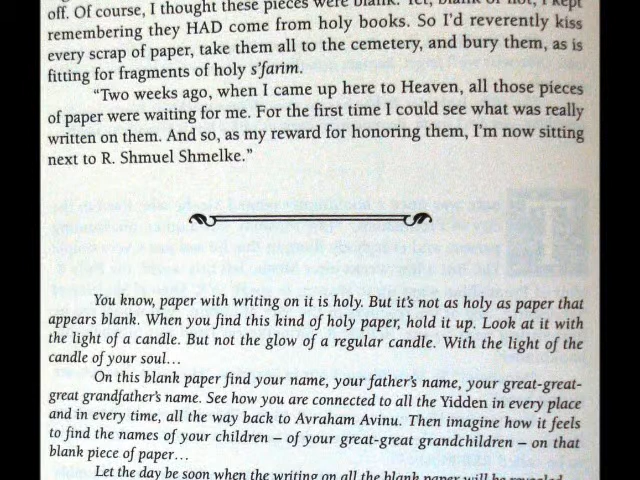 off. Of course, I thought these pieces were blank. Yet, blank or not, I kept
remembering they HAD come from holy books. So I'd reverently kiss
every scrap of paper, take them all to the cemetery, and bury them, as is
fitting for fragments of holy s'farim.
"Two weeks ago, when I came up here to Heaven, all those pieces
of paper were waiting for me. For the first time I could see what was really
written on them. And so, as my reward for honoring them, I'm now sitting
next to R. Shmuel Shmelke."
You know, paper with writing on it is holy. But it's not as holy as paper that
appears blank. When you find this kind of holy paper, hold it up. Look at it with
the light of a candle. But not the glow of a regular candle. With the light of the
candle of your soul…
On this blank paper find your name, your father's name, your great-great-
great grandfather's name. See how you are connected to all the Yidden in every place
and in every time, all the way back to Avraham Avinu. Then imagine how it feels
to find the names of your children – of your great-great grandchildren – on that
blank piece of paper…
Let the day be soon when the writing on all the blank paper will be revealed